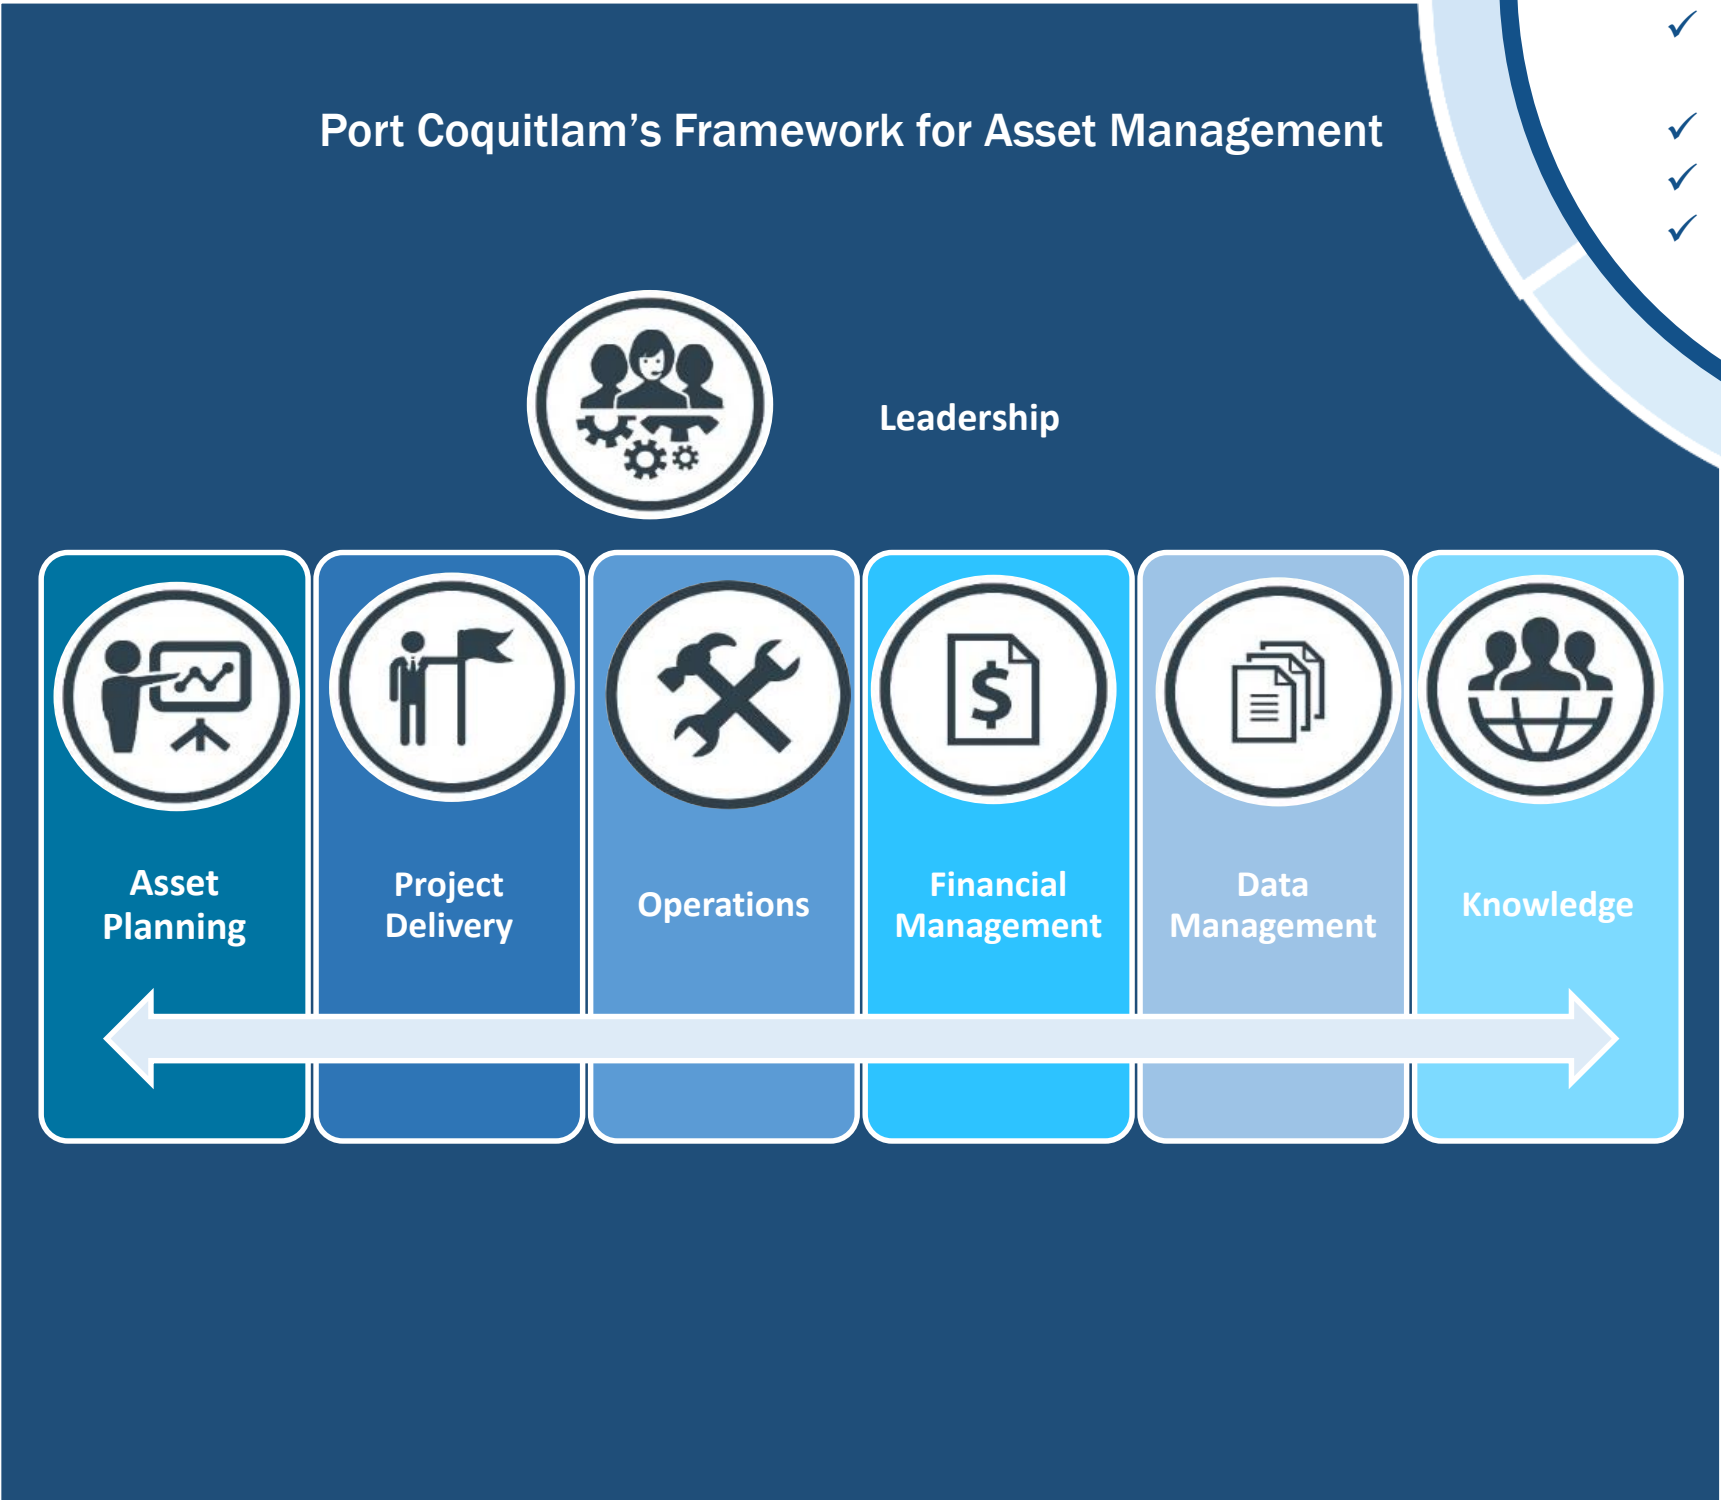 Port Coquitlam’s Framework for Asset Management
Leadership
Asset
Planning
Project
Delivery
Operations
Financial
Management
Data
Management
Knowledge